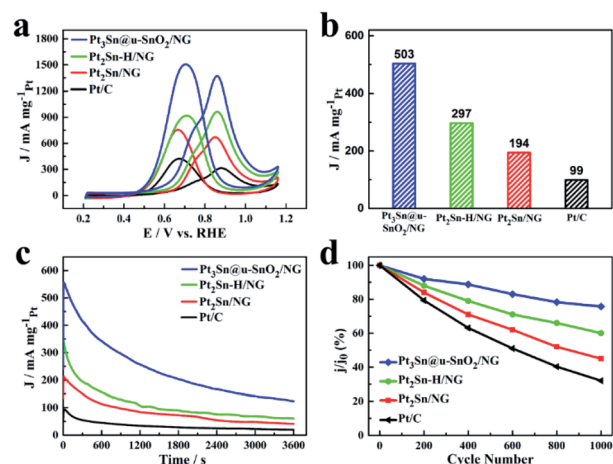 a
Pt3Sn@u-SnO2/NG
Pt2Sn-H/NG
Pt2Sn/NG
Pt/C
J / mA mg-1Pt
1800
1500
1200
900
600
300
0
0.2 0.4 0.6 0.8 1.0 1.2
E / V vs. RHE
b
J / mA mg-1Pt
600
400
200
0
503
297
194
99
Pt3Sn@u- Pt2Sn-H/NG Pt2Sn/NG Pt/C
SnO2/NG
c
Pt3Sn@u-SnO2/NG
Pt2Sn-H/NG
Pt2Sn/NG
Pt/C
J / mA mg-1Pt
600
500
400
300
200
100
0
0 600 1200 1800 2400 3000 3600
Time / s
d
j/j0 (%)
100
80
60
40
20
0
Pt3Sn@u-SnO2/NG
Pt2Sn-H/NG
Pt2Sn/NG
Pt/C
0 200 400 600 800 1000
Cycle Number